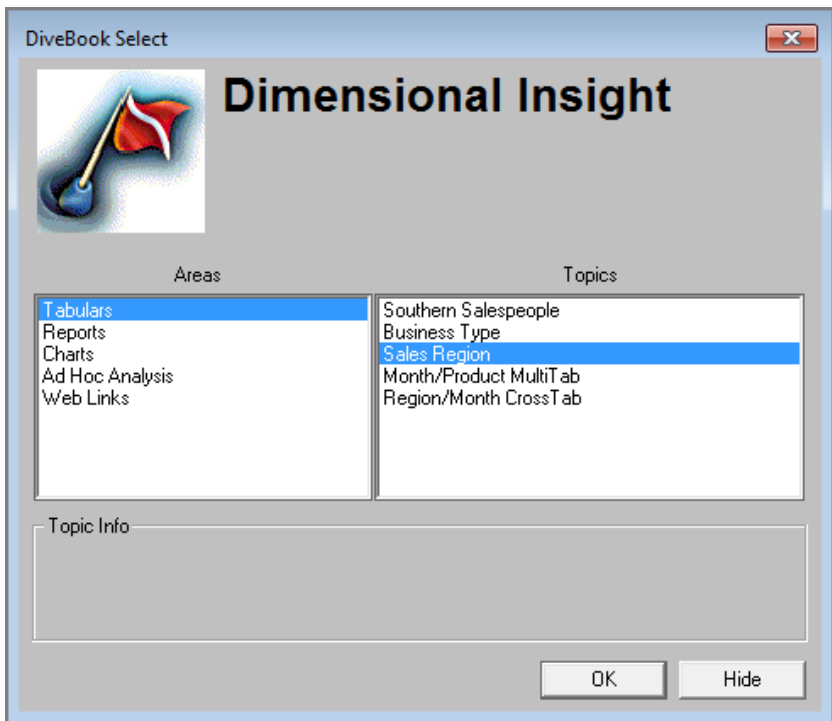 DiveBook Select
Dimensional Insight
Areas
Topics
Tabulars
Reports
Charts
Ad Hoc Analysis
Web Links
Southern Salespeople
Business Type
Sales Region
Month/Product MultiTab
Region/Month CrossTab
Topic Info
OK
Hide